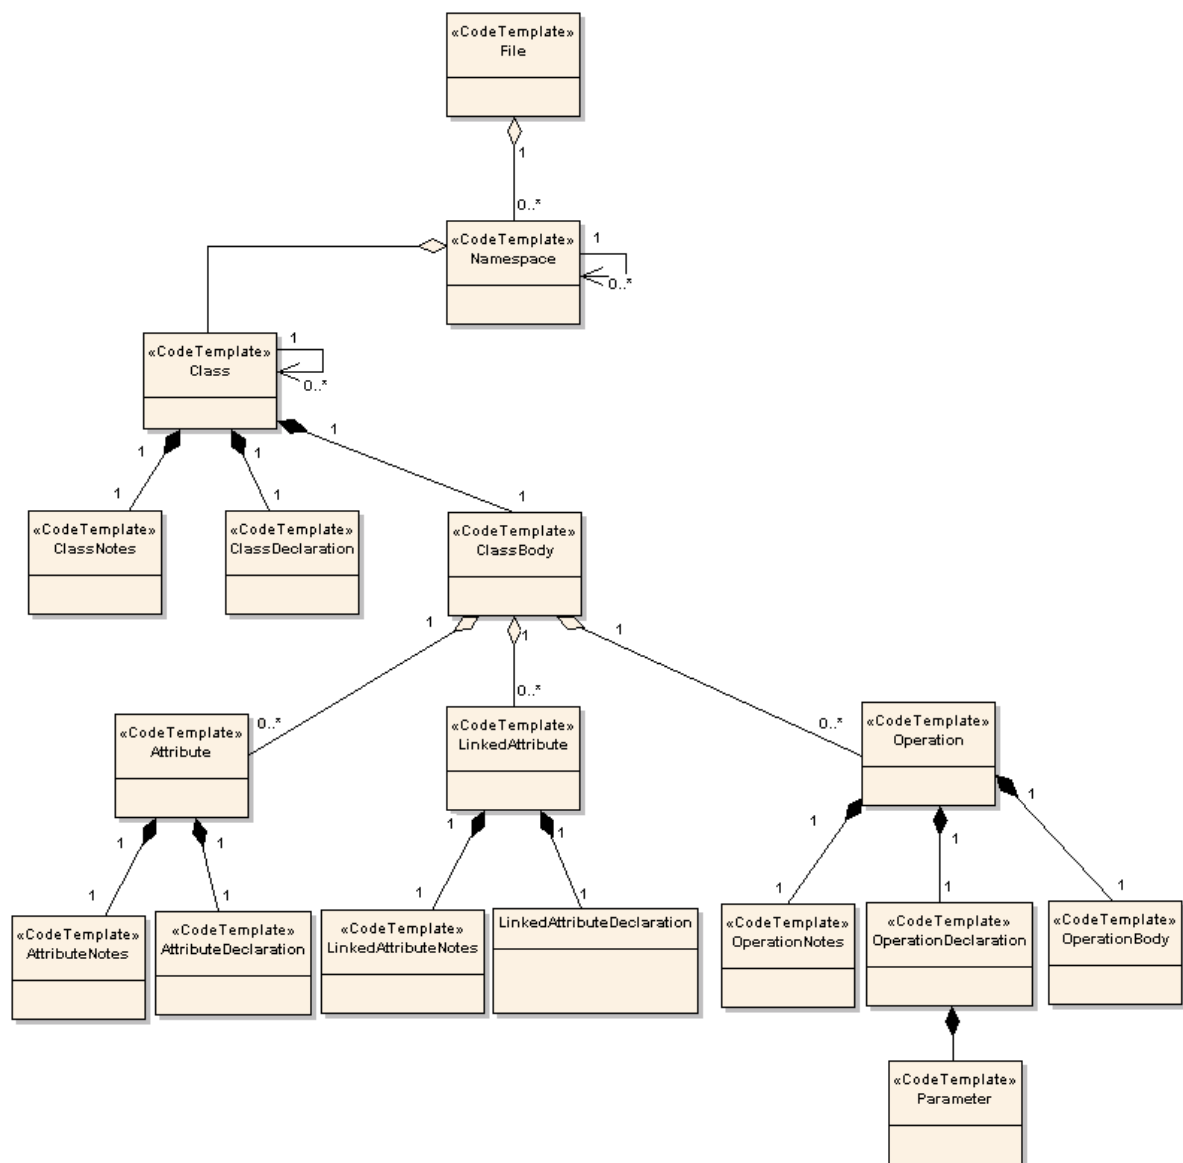 «CodeTemplate»
File
1
0..*
«CodeTemplate»
Namespace
1
0..*
«CodeTemplate»
Class
1
0..*
1
1
1
1
1
1
«CodeTemplate»
ClassNotes
«CodeTemplate»
ClassDeclaration
«CodeTemplate»
ClassBody
1
1
1
0..*
0..*
0..*
«CodeTemplate»
Attribute
«CodeTemplate»
LinkedAttribute
«CodeTemplate»
Operation
1
1
1
1
1
1
1
1
1
1
1
1
1
1
«CodeTemplate»
AttributeNotes
«CodeTemplate»
AttributeDeclaration
«CodeTemplate»
LinkedAttributeNotes
LinkedAttributeDeclaration
«CodeTemplate»
OperationNotes
«CodeTemplate»
OperationDeclaration
«CodeTemplate»
OperationBody
«CodeTemplate»
Parameter